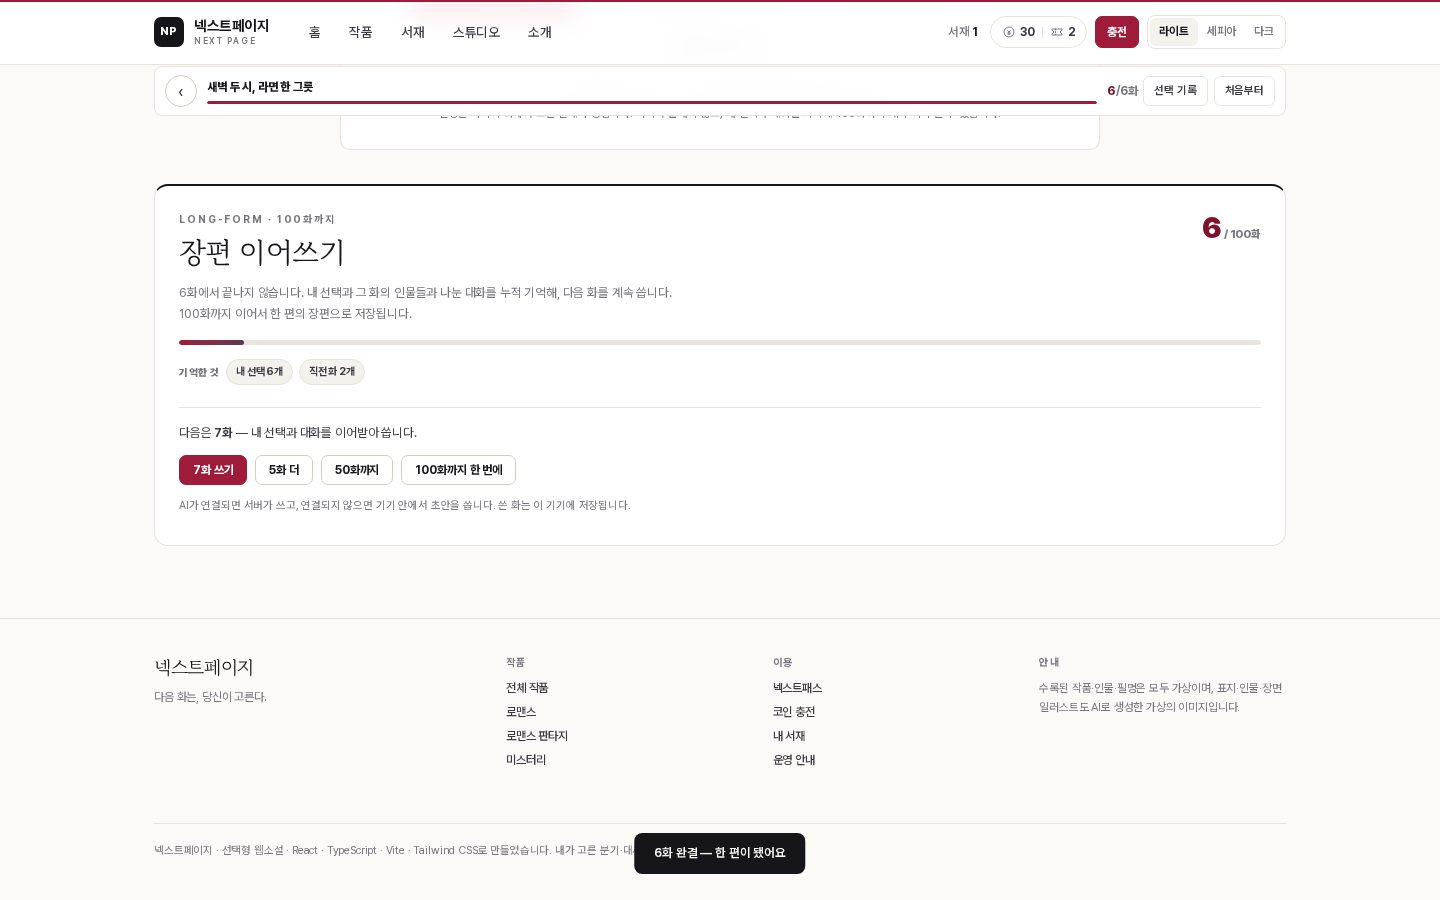 NP
넥스트페이지
NEXT PAGE
홈
작품
서재
스튜디오
소개
서재 1
30
2
충전
라이트
세피아
다크
새벽 두 시, 라면 한 그릇
6/6화
선택 기록
처음부터
LONG-FORM · 100화까지
장편 이어쓰기
6 / 100화
6화에서 끝나지 않습니다. 내 선택과 그 화의 인물들과 나눈 대화를 누적 기억해, 다음 화를 계속 씁니다.
100화까지 이어서 한 편의 장편으로 저장됩니다.
기억한 것
내 선택 6개
직전화 2개
다음은 7화 — 내 선택과 대화를 이어받아 씁니다.
7화 쓰기
5화 더
50화까지
100화까지 한 번에
AI가 연결되면 서버가 쓰고, 연결되지 않으면 기기 안에서 초안을 씁니다. 쓴 화는 이 기기에 저장됩니다.
넥스트페이지
다음 화는, 당신이 고른다.
작품
전체 작품
로맨스
로맨스 판타지
미스터리
이용
넥스트패스
코인 충전
내 서재
운영 안내
안내
수록된 작품·인물·필명은 모두 가상이며, 표지·인물·장면
일러스트도 AI로 생성한 가상의 이미지입니다.
넥스트페이지 · 선택형 웹소설 · React · TypeScript · Vite · Tailwind CSS로 만들었습니다. 내가 고른 분기·대
6화 완결 — 한 편이 됐어요